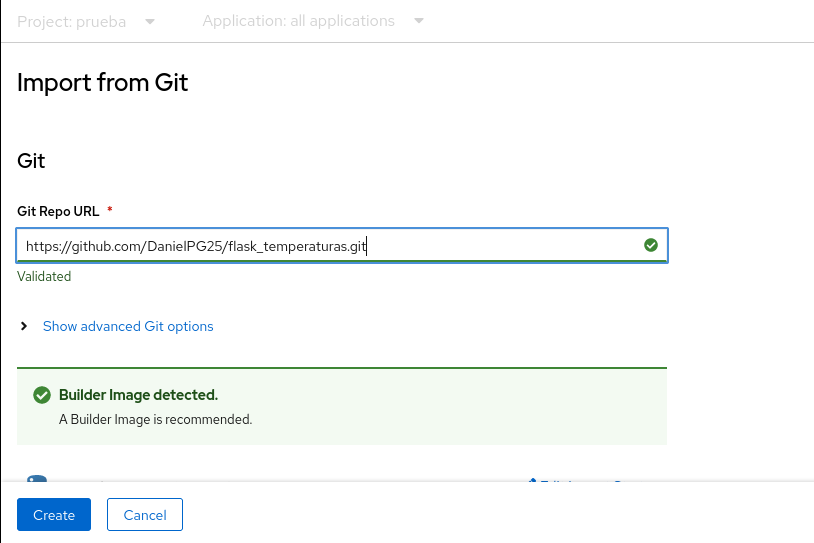 Project: prueba Application: all applications
Import from Git
Git
Git Repo URL *
https://github.com/DanielPG25/flask_temperaturas.git
Validated
Show advanced Git options
Builder Image detected.
A Builder Image is recommended.
Create Cancel